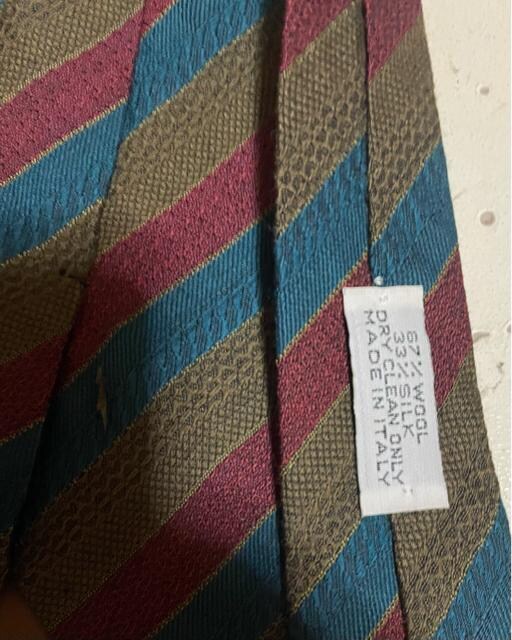 67% WOOL
33% SILK
DRY CLEAN ONLY
MADE IN ITALY